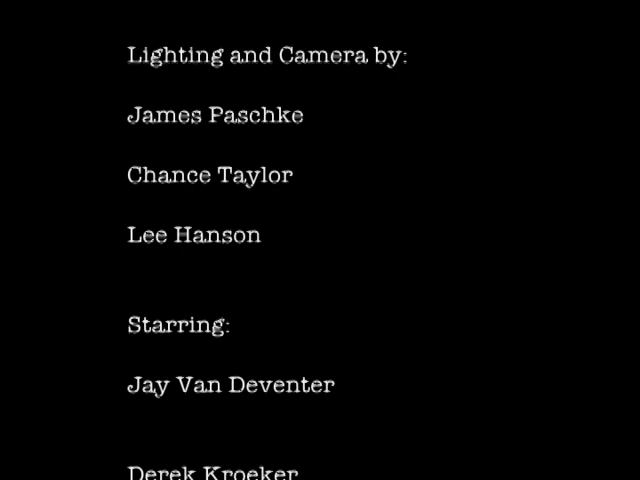 Lighting and Camera by:
James Paschke
Chance Taylor
Lee Hanson
Starring:
Jay Van Deventer
Derek Kroeker